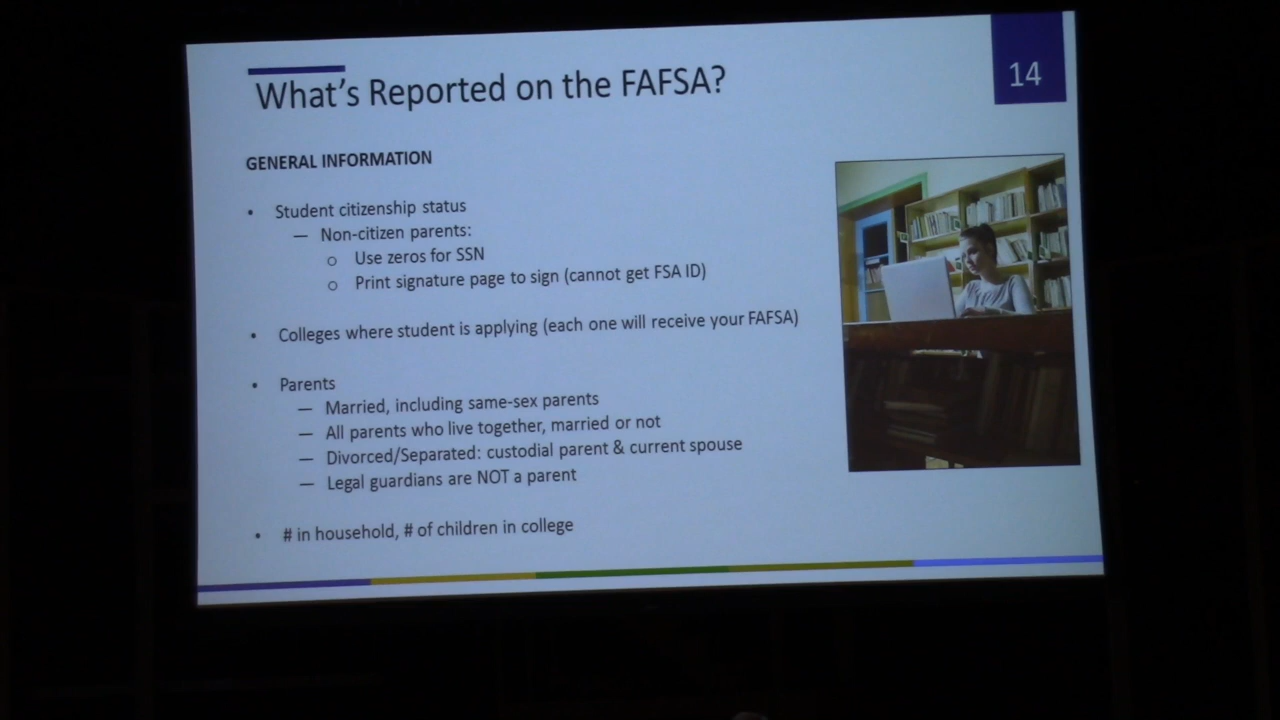 What's Reported on the FAFSA?
14
GENERAL INFORMATION
• Student citizenship status
— Non-citizen parents:
o Use zeros for SSN
o Print signature page to sign (cannot get FSA ID)
• Colleges where student is applying (each one will receive your FAFSA)
• Parents
— Married, including same-sex parents
— All parents who live together, married or not
— Divorced/Separated: custodial parent & current spouse
— Legal guardians are NOT a parent
• # in household, # of children in college